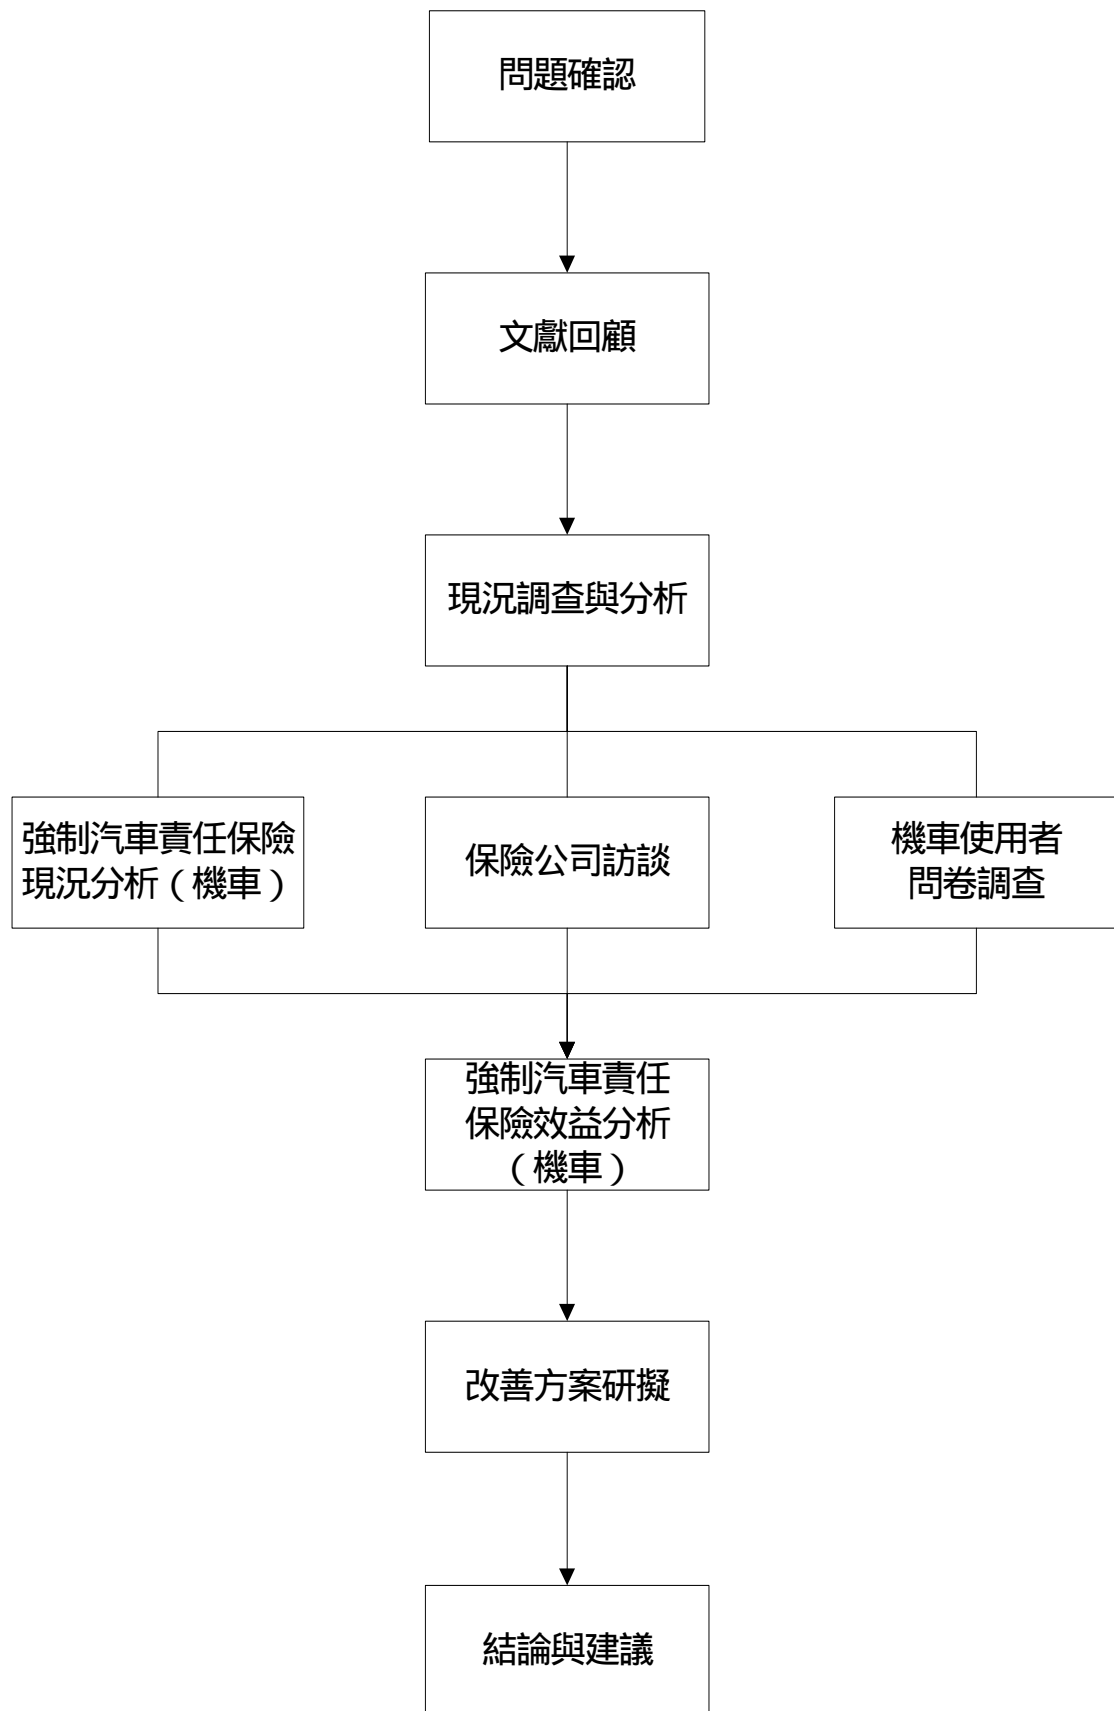 問題確認
文獻回顧
現況調查與分析
強制汽車責任保險
現況分析（機車）
保險公司訪談
機車使用者
問卷調查
強制汽車責任
保險效益分析
（機車）
改善方案研擬
結論與建議